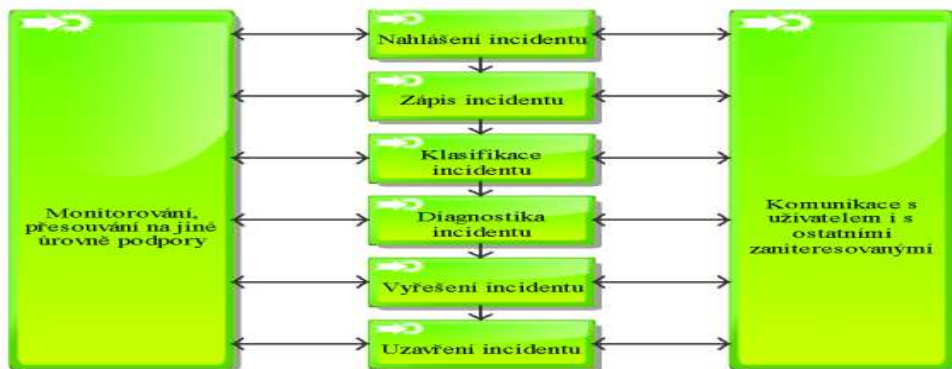 Monitorování,
přesouvání na jiné
úrovně podpory
Nahlášení incidentu
Zápis incidentu
Klasifikace
incidentu
Diagnostika
incidentu
Vyřešení incidentu
Uzavření incidentu
Komunikace s
uživatelem i s
ostatními
zaniteresovanými